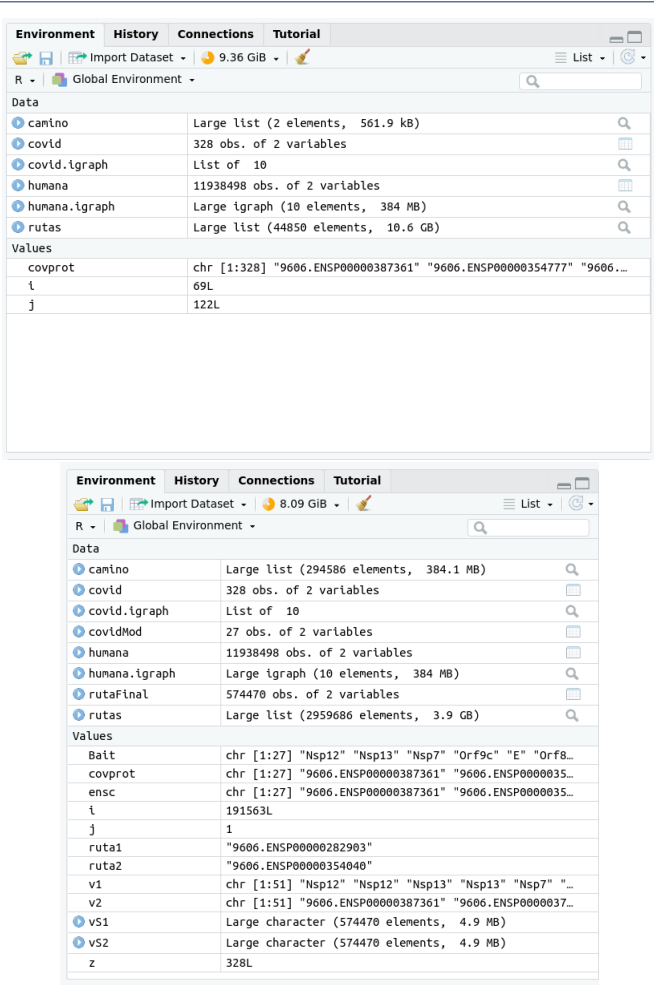 Environment History Connections Tutorial
Import Dataset 9.36 GiB List
R Global Environment
Data
camino Large list (2 elements, 561.9 kB)
covid 328 obs. of 2 variables
covid.igraph List of 10
humana 11938498 obs. of 2 variables
humana.igraph Large igraph (10 elements, 384 MB)
rutas Large list (44850 elements, 10.6 GB)
Values
covprot chr [1:328] "9606.ENSP00000387361" "9606.ENSP00000354777" "9606.…
i 69L
j 122L
Environment History Connections Tutorial
Import Dataset 8.09 GiB List
R Global Environment
Data
camino Large list (294586 elements, 384.1 MB)
covid 328 obs. of 2 variables
covid.igraph List of 10
covidMod 27 obs. of 2 variables
humana 11938498 obs. of 2 variables
humana.igraph Large igraph (10 elements, 384 MB)
rutaFinal 574470 obs. of 2 variables
rutas Large list (2959686 elements, 3.9 GB)
Values
Bait chr [1:27] "Nsp12" "Nsp13" "Nsp7" "Orf9c" "E" "Orf8…
covprot chr [1:27] "9606.ENSP00000387361" "9606.ENSP0000035…
ensc chr [1:27] "9606.ENSP00000387361" "9606.ENSP0000035…
i 191563L
j 1
ruta1 "9606.ENSP00000282903"
ruta2 "9606.ENSP00000354040"
v1 chr [1:51] "Nsp12" "Nsp12" "Nsp13" "Nsp13" "Nsp7" "…
v2 chr [1:51] "9606.ENSP00000387361" "9606.ENSP0000037…
vS1 Large character (574470 elements, 4.9 MB)
vS2 Large character (574470 elements, 4.9 MB)
z 328L